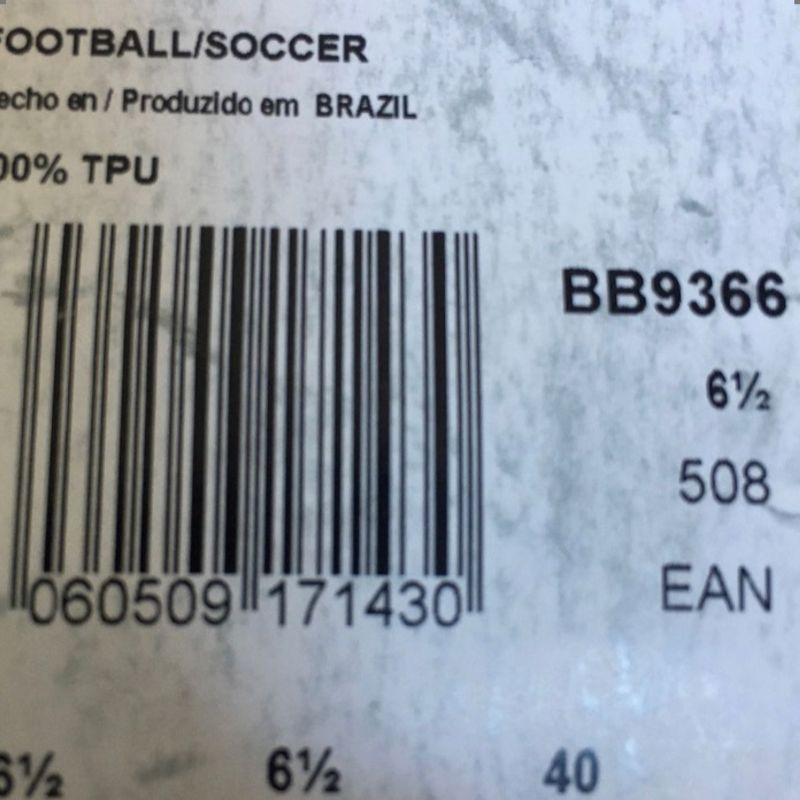 FOOTBALL/SOCCER
echo en / Produzido em BRAZIL
00% TPU
BB9366
6½
508
EAN
060509 171430
6½ 6½ 40